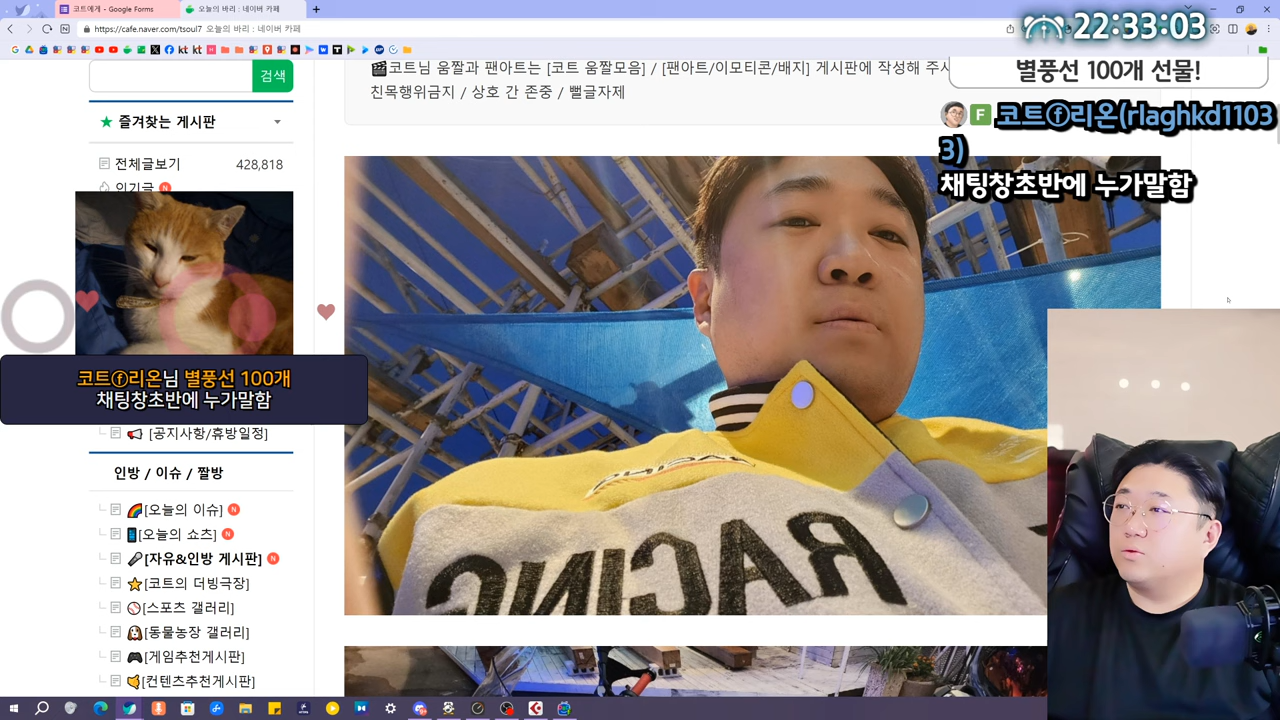 코트에게 - Google Forms
오늘의 바리 : 네이버 카페
https://cafe.naver.com/tsoul7 오늘의 바리 : 네이버 카페
22:33:03
검색
🎬코트님 움짤과 팬아트는 [코트 움짤모음] / [팬아트/이모티콘/배지] 게시판에 작성해 주시
친목행위금지 / 상호 간 존중 / 뻘글자제
별풍선 100개 선물!
F 코트ⓕ리온(rlaghkd1103
3)
채팅창초반에 누가말함
★ 즐겨찾는 게시판
전체글보기 428,818
인기글 N
코트ⓕ리온님 별풍선 100개
채팅창초반에 누가말함
📢 [공지사항/휴방일정]
인방 / 이슈 / 짤방
🌈[오늘의 이슈] N
📱[오늘의 쇼츠] N
🎤[자유&인방 게시판] N
⭐[코트의 더빙극장]
⚾[스포츠 갤러리]
🐶[동물농장 갤러리]
🎮[게임추천게시판]
[컨텐츠추천게시판]
RACING